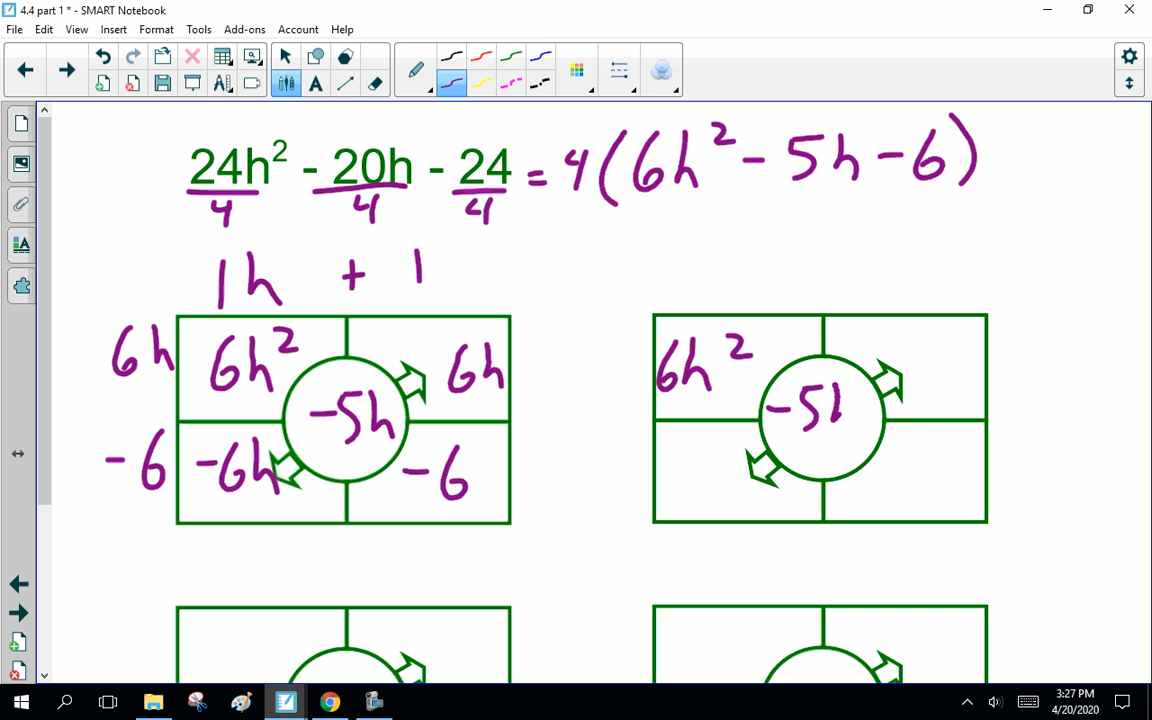 4.4 part 1 * - SMART Notebook
File Edit View Insert Format Tools Add-ons Account Help
24h² - 20h - 24 = 4(6h² - 5h - 6)
4 4 4
1h + 1
6h 6h² 6h
-5h
-6 -6h -6
6h²
-5h
3:27 PM
4/20/2020